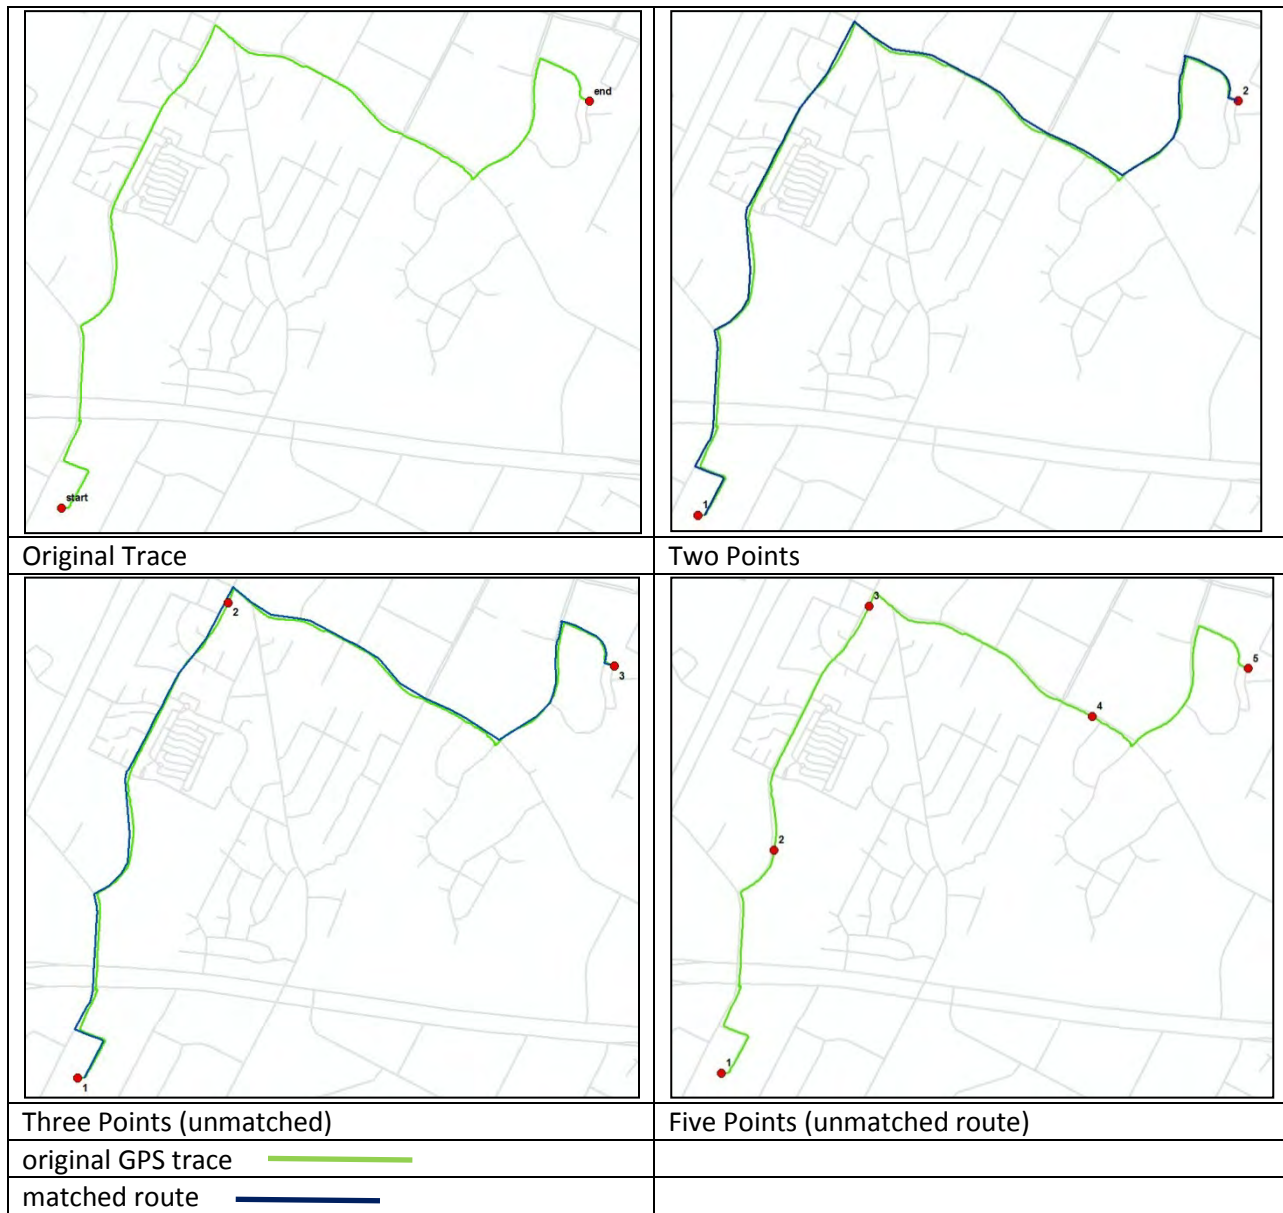 end
start
Original Trace
2
1
Two Points
2
3
1
Three Points (unmatched)
3
5
4
2
1
Five Points (unmatched route)
original GPS trace
matched route